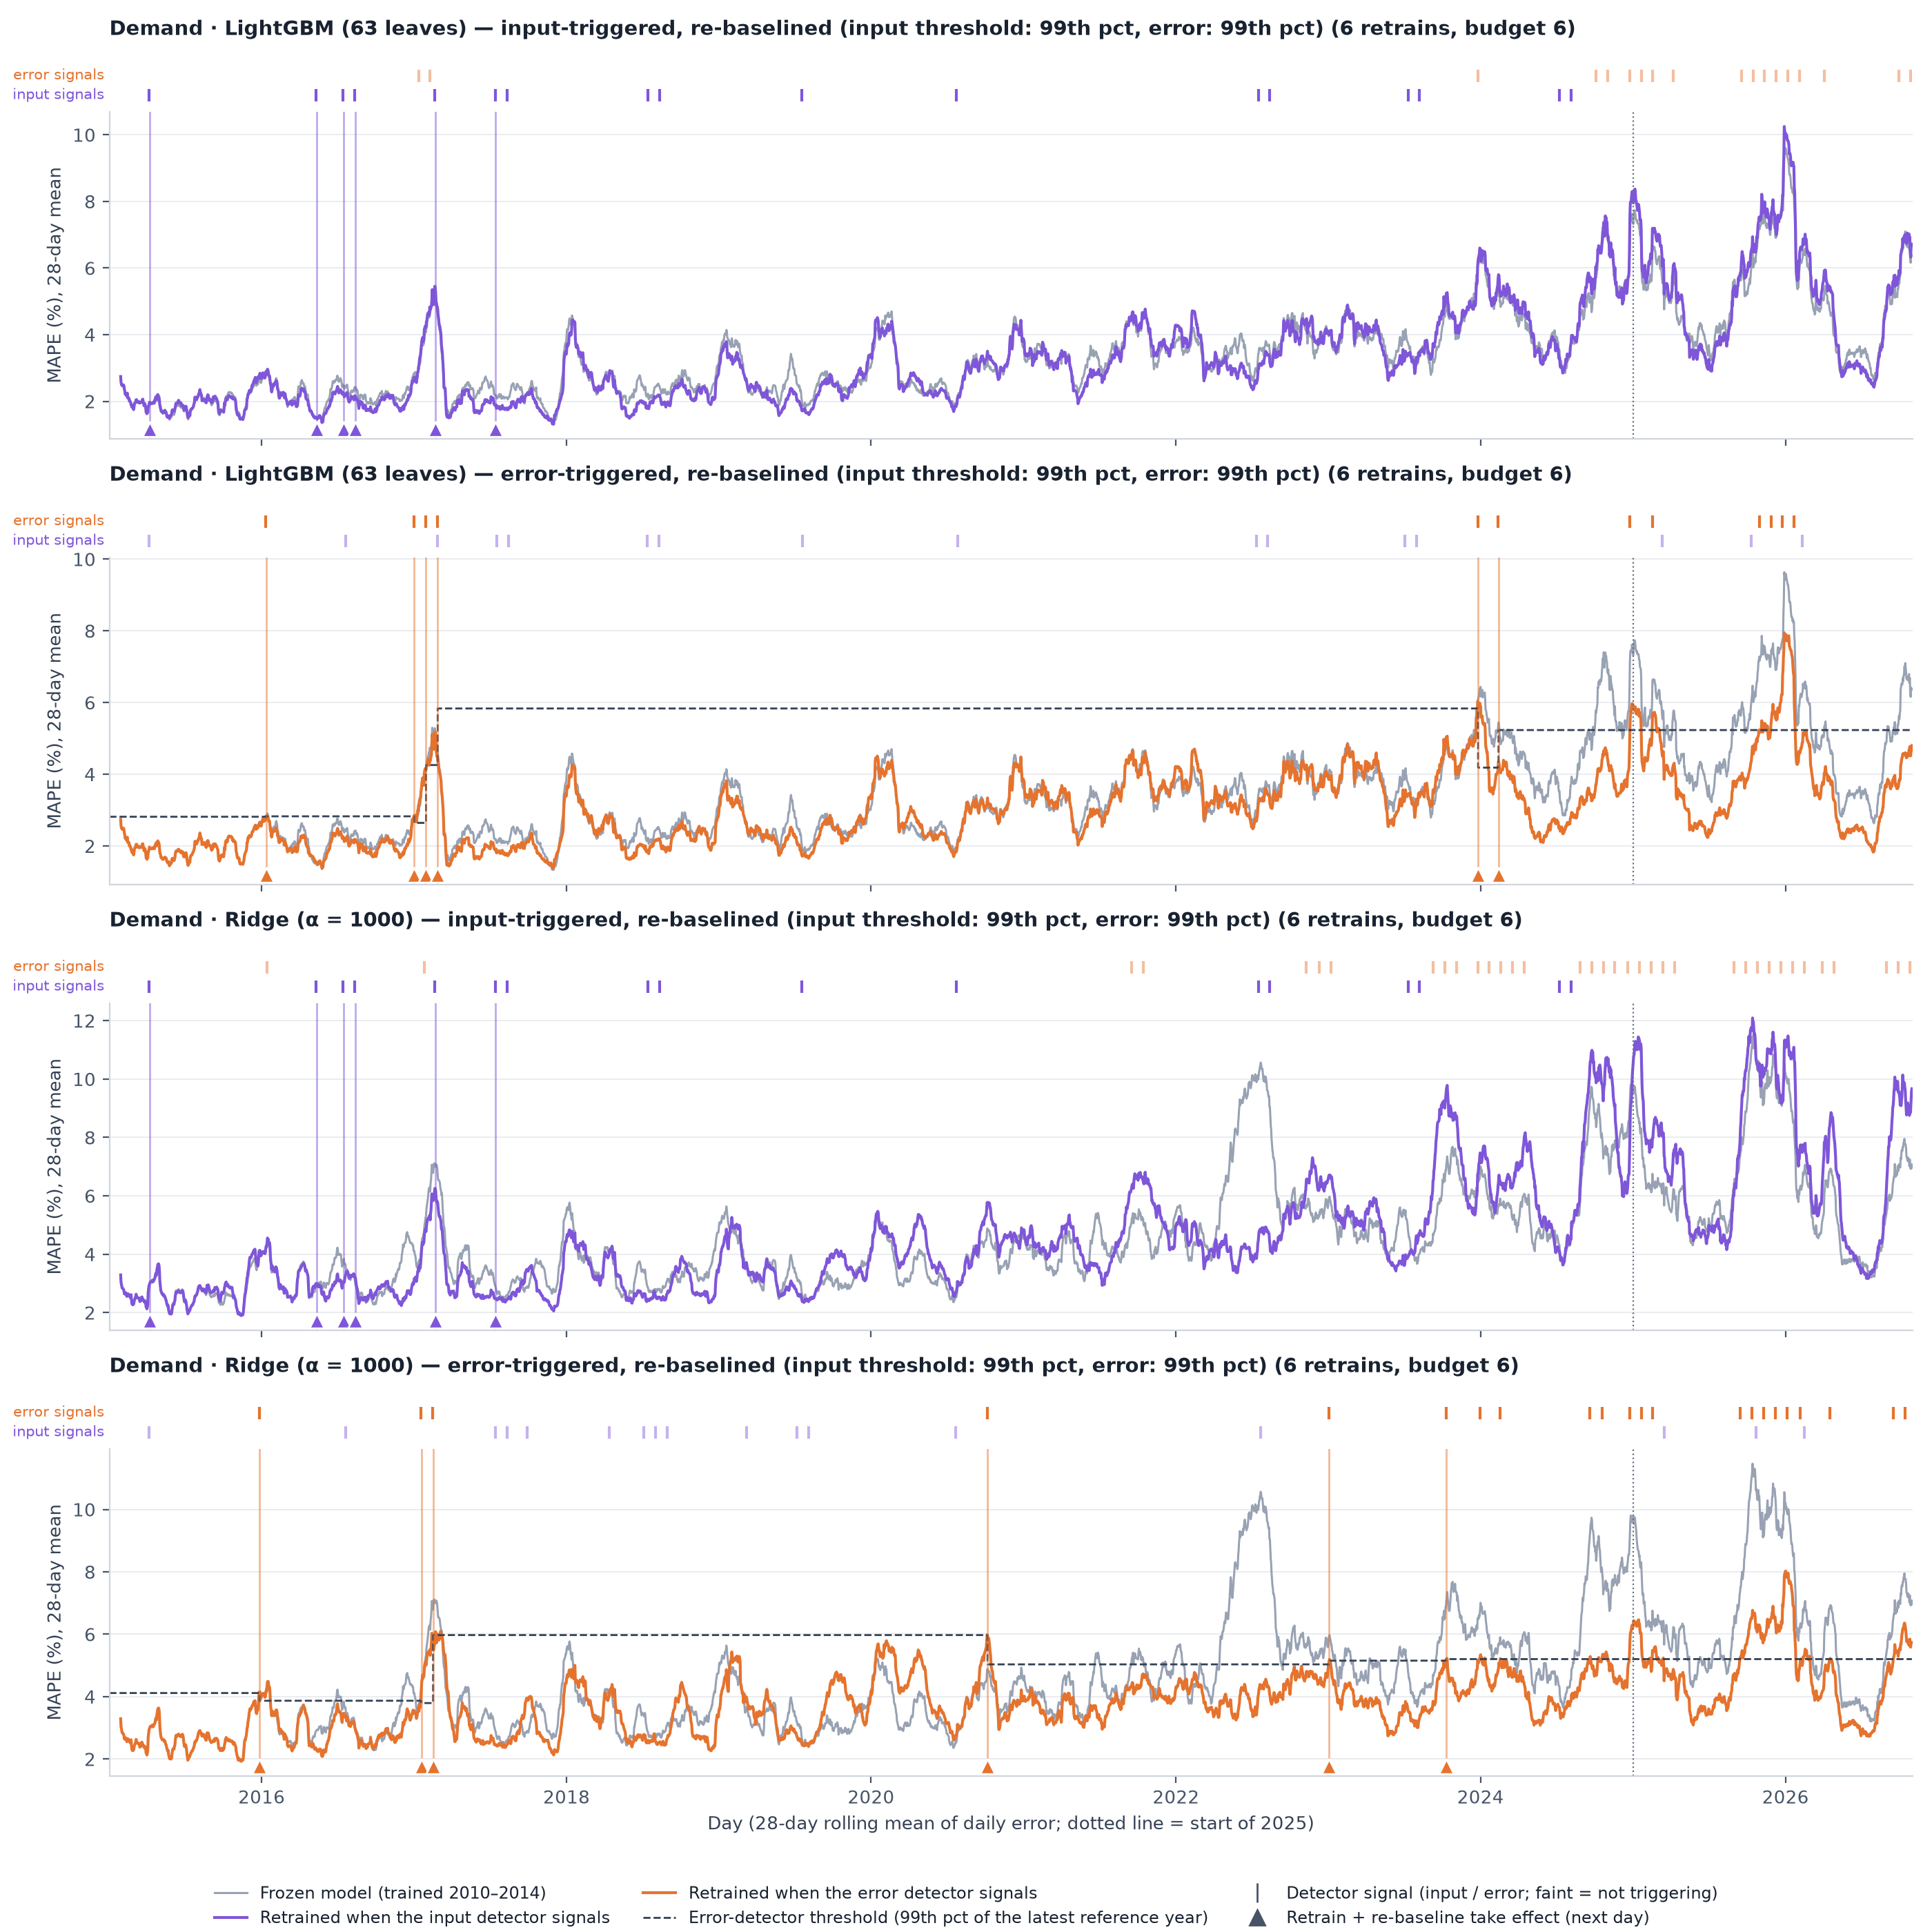 Demand · LightGBM (63 leaves) — input-triggered, re-baselined (input threshold: 99th pct, error: 99th pct) (6 retrains, budget 6)
error signals
input signals
10
8
6
4
2
MAPE (%), 28-day mean
Demand · LightGBM (63 leaves) — error-triggered, re-baselined (input threshold: 99th pct, error: 99th pct) (6 retrains, budget 6)
error signals
input signals
10
8
6
4
2
MAPE (%), 28-day mean
Demand · Ridge (α = 1000) — input-triggered, re-baselined (input threshold: 99th pct, error: 99th pct) (6 retrains, budget 6)
error signals
input signals
12
10
8
6
4
2
MAPE (%), 28-day mean
Demand · Ridge (α = 1000) — error-triggered, re-baselined (input threshold: 99th pct, error: 99th pct) (6 retrains, budget 6)
error signals
input signals
10
8
6
4
2
MAPE (%), 28-day mean
2016 2018 2020 2022 2024 2026
Day (28-day rolling mean of daily error; dotted line = start of 2025)
Frozen model (trained 2010–2014)
Retrained when the input detector signals
Retrained when the error detector signals
Error-detector threshold (99th pct of the latest reference year)
Detector signal (input / error; faint = not triggering)
Retrain + re-baseline take effect (next day)